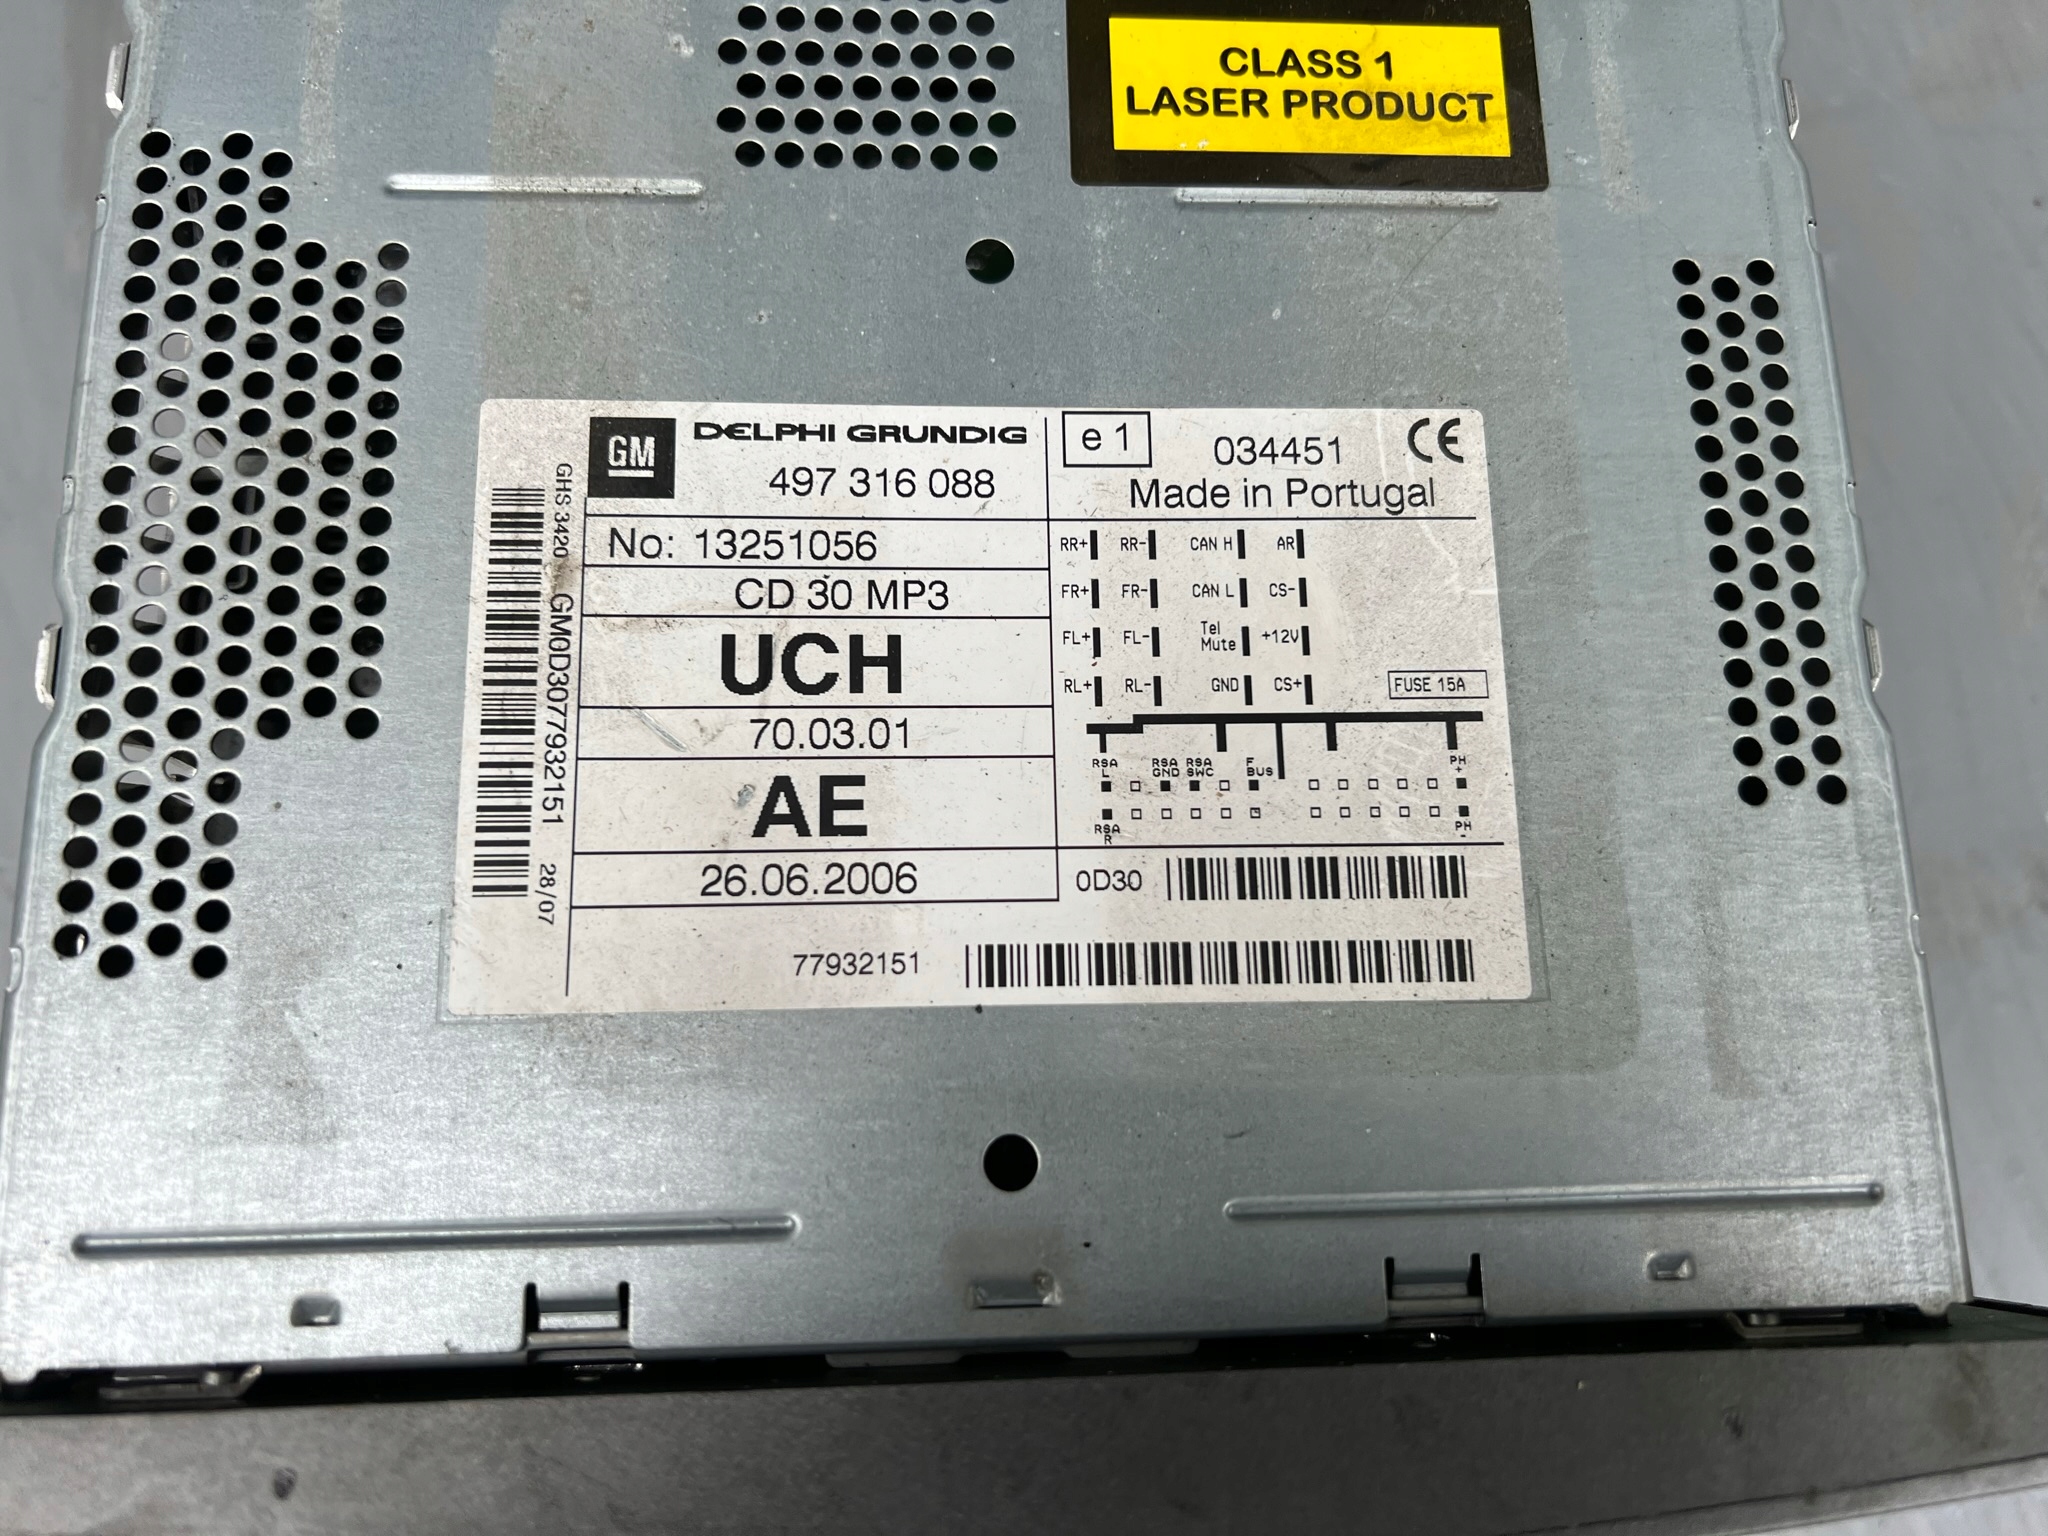 CLASS 1
LASER PRODUCT
GM
DELPHI GRUNDIG
497 316 088
e1
034451 CE
Made in Portugal
No: 13251056
CD 30 MP3
UCH
70.03.01
AE
26.06.2006
GHS 3420 GM0D3077932151 28/07
RR+ RR- CAN H AR
FR+ FR- CAN L CS-
FL+ FL- Tel Mute +12V
RL+ RL- GND CS+
FUSE 15A
RSA L RSA GND RSA SWC F BUS PH +
RSA R PH -
0D30
77932151